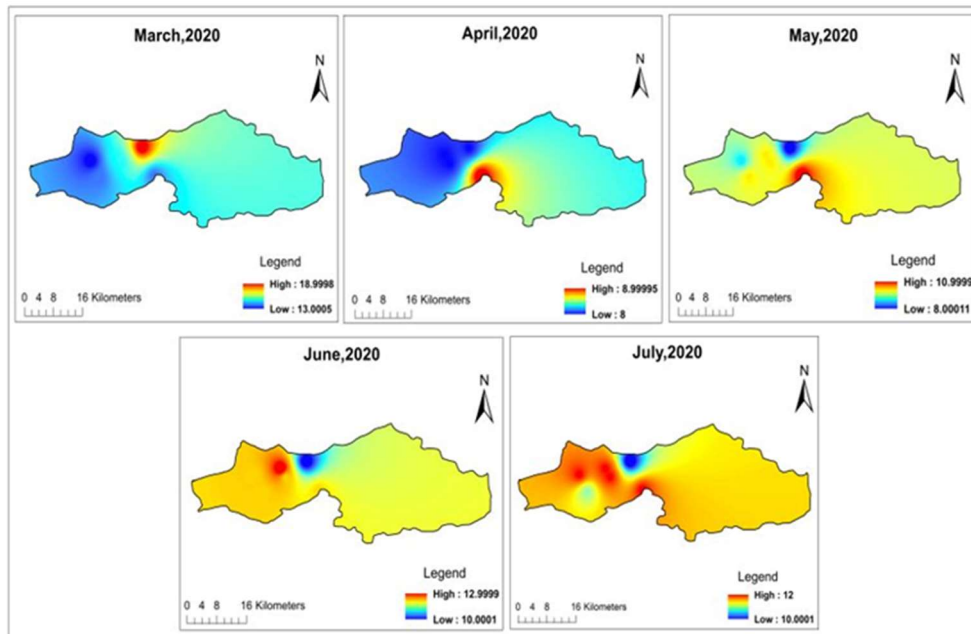 March,2020
N
Legend
High : 18.9998
Low : 13.0005
0 4 8 16 Kilometers
April,2020
N
Legend
High : 8.99995
Low : 8
0 4 8 16 Kilometers
May,2020
N
Legend
High : 10.9999
Low : 8.00011
0 4 8 16 Kilometers
June,2020
N
Legend
High : 12.9999
Low : 10.0001
0 4 8 16 Kilometers
July,2020
N
Legend
High : 12
Low : 10.0001
0 4 8 16 Kilometers